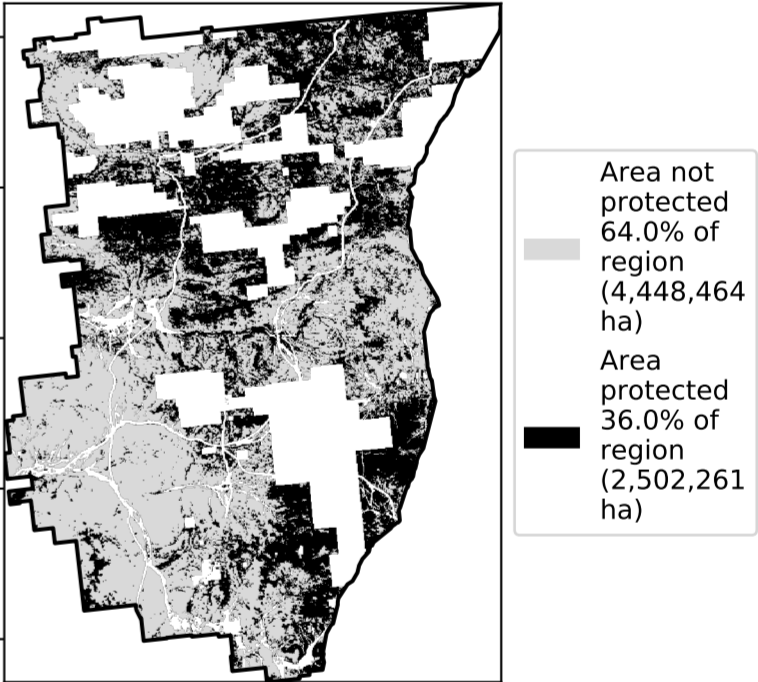 Area not
protected
64.0% of
region
(4,448,464
ha)
Area
protected
36.0% of
region
(2,502,261
ha)